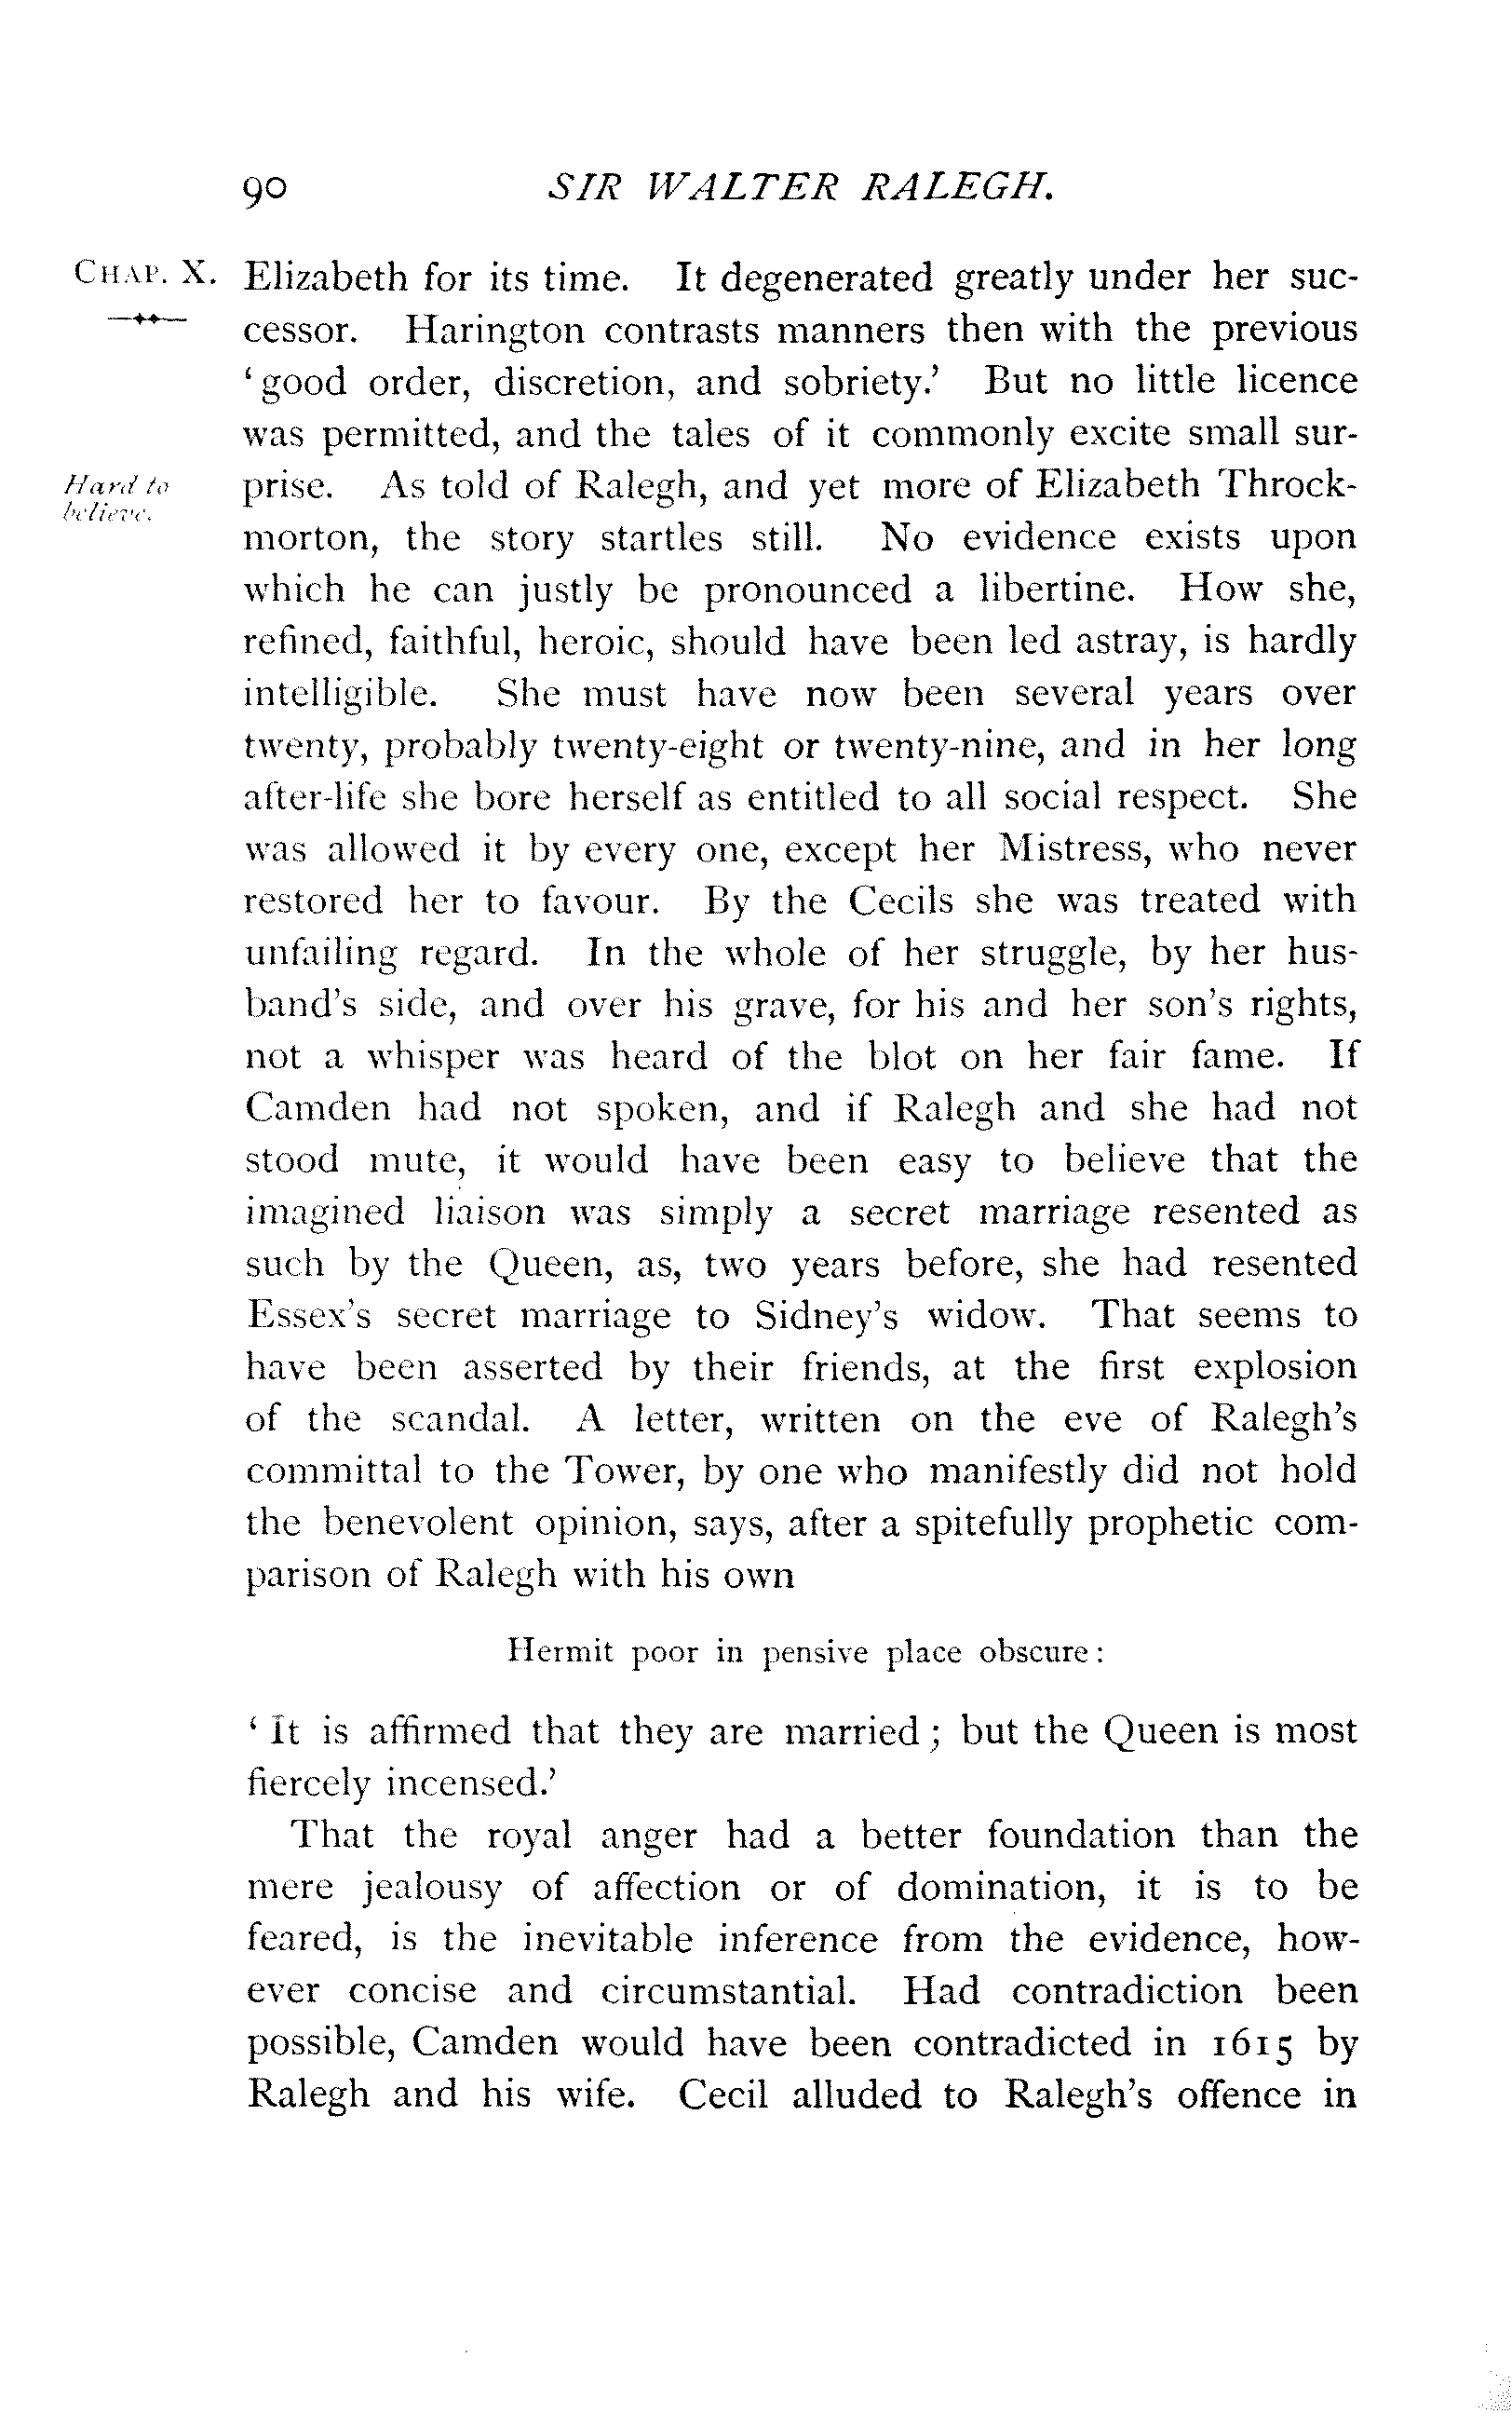 90 SIR WALTER RALEGH.
CHAP. X. Elizabeth for its time. It degenerated greatly under her suc-
cessor. Harington contrasts manners then with the previous
‘good order, discretion, and sobriety.’ But no little licence
was permitted, and the tales of it commonly excite small sur-
Hard to
believe.
prise. As told of Ralegh, and yet more of Elizabeth Throck-
morton, the story startles still. No evidence exists upon
which he can justly be pronounced a libertine. How she,
refined, faithful, heroic, should have been led astray, is hardly
intelligible. She must have now been several years over
twenty, probably twenty-eight or twenty-nine, and in her long
after-life she bore herself as entitled to all social respect. She
was allowed it by every one, except her Mistress, who never
restored her to favour. By the Cecils she was treated with
unfailing regard. In the whole of her struggle, by her hus-
band's side, and over his grave, for his and her son's rights,
not a whisper was heard of the blot on her fair fame. If
Camden had not spoken, and if Ralegh and she had not
stood mute, it would have been easy to believe that the
imagined liaison was simply a secret marriage resented as
such by the Queen, as, two years before, she had resented
Essex's secret marriage to Sidney's widow. That seems to
have been asserted by their friends, at the first explosion
of the scandal. A letter, written on the eve of Ralegh's
committal to the Tower, by one who manifestly did not hold
the benevolent opinion, says, after a spitefully prophetic com-
parison of Ralegh with his own
Hermit poor in pensive place obscure:
‘It is affirmed that they are married; but the Queen is most
fiercely incensed.’
That the royal anger had a better foundation than the
mere jealousy of affection or of domination, it is to be
feared, is the inevitable inference from the evidence, how-
ever concise and circumstantial. Had contradiction been
possible, Camden would have been contradicted in 1615 by
Ralegh and his wife. Cecil alluded to Ralegh's offence in